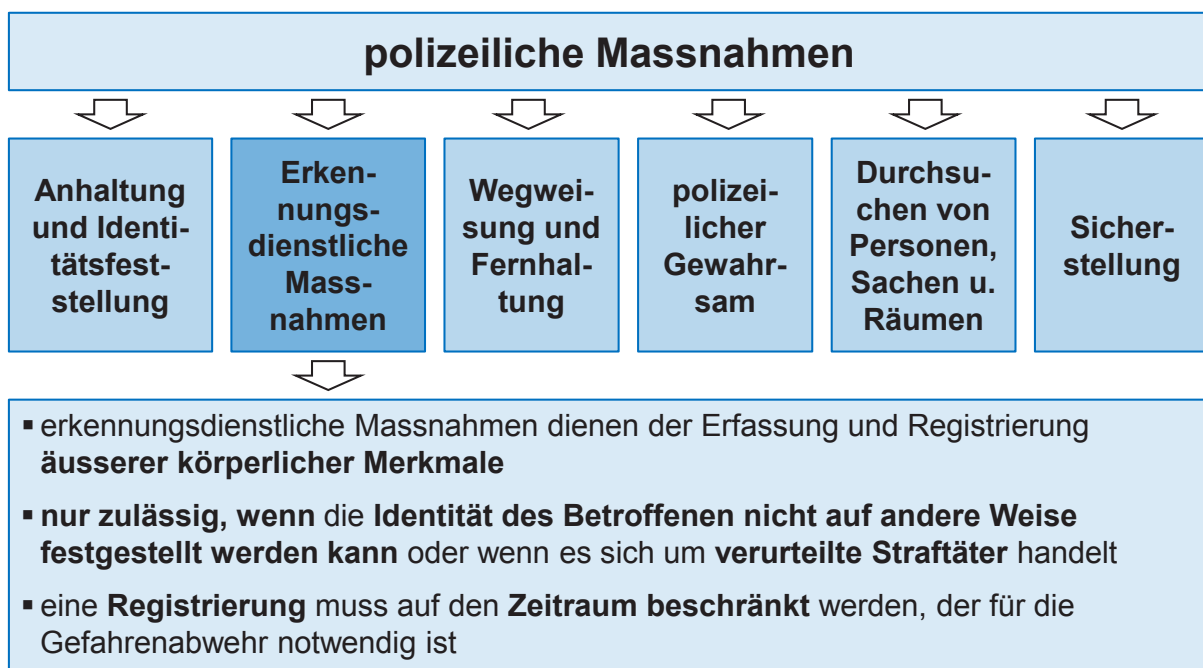 polizeiliche Massnahmen
Anhaltung
und Identi-
tätsfest-
stellung
Erken-
nungs-
dienstliche
Mass-
nahmen
Wegwei-
sung und
Fernhal-
tung
polizei-
licher
Gewahr-
sam
Durchsu-
chen von
Personen,
Sachen u.
Räumen
Sicher-
stellung
▪ erkennungsdienstliche Massnahmen dienen der Erfassung und Registrierung
äusserer körperlicher Merkmale
▪ nur zulässig, wenn die Identität des Betroffenen nicht auf andere Weise
festgestellt werden kann oder wenn es sich um verurteilte Straftäter handelt
▪ eine Registrierung muss auf den Zeitraum beschränkt werden, der für die
Gefahrenabwehr notwendig ist